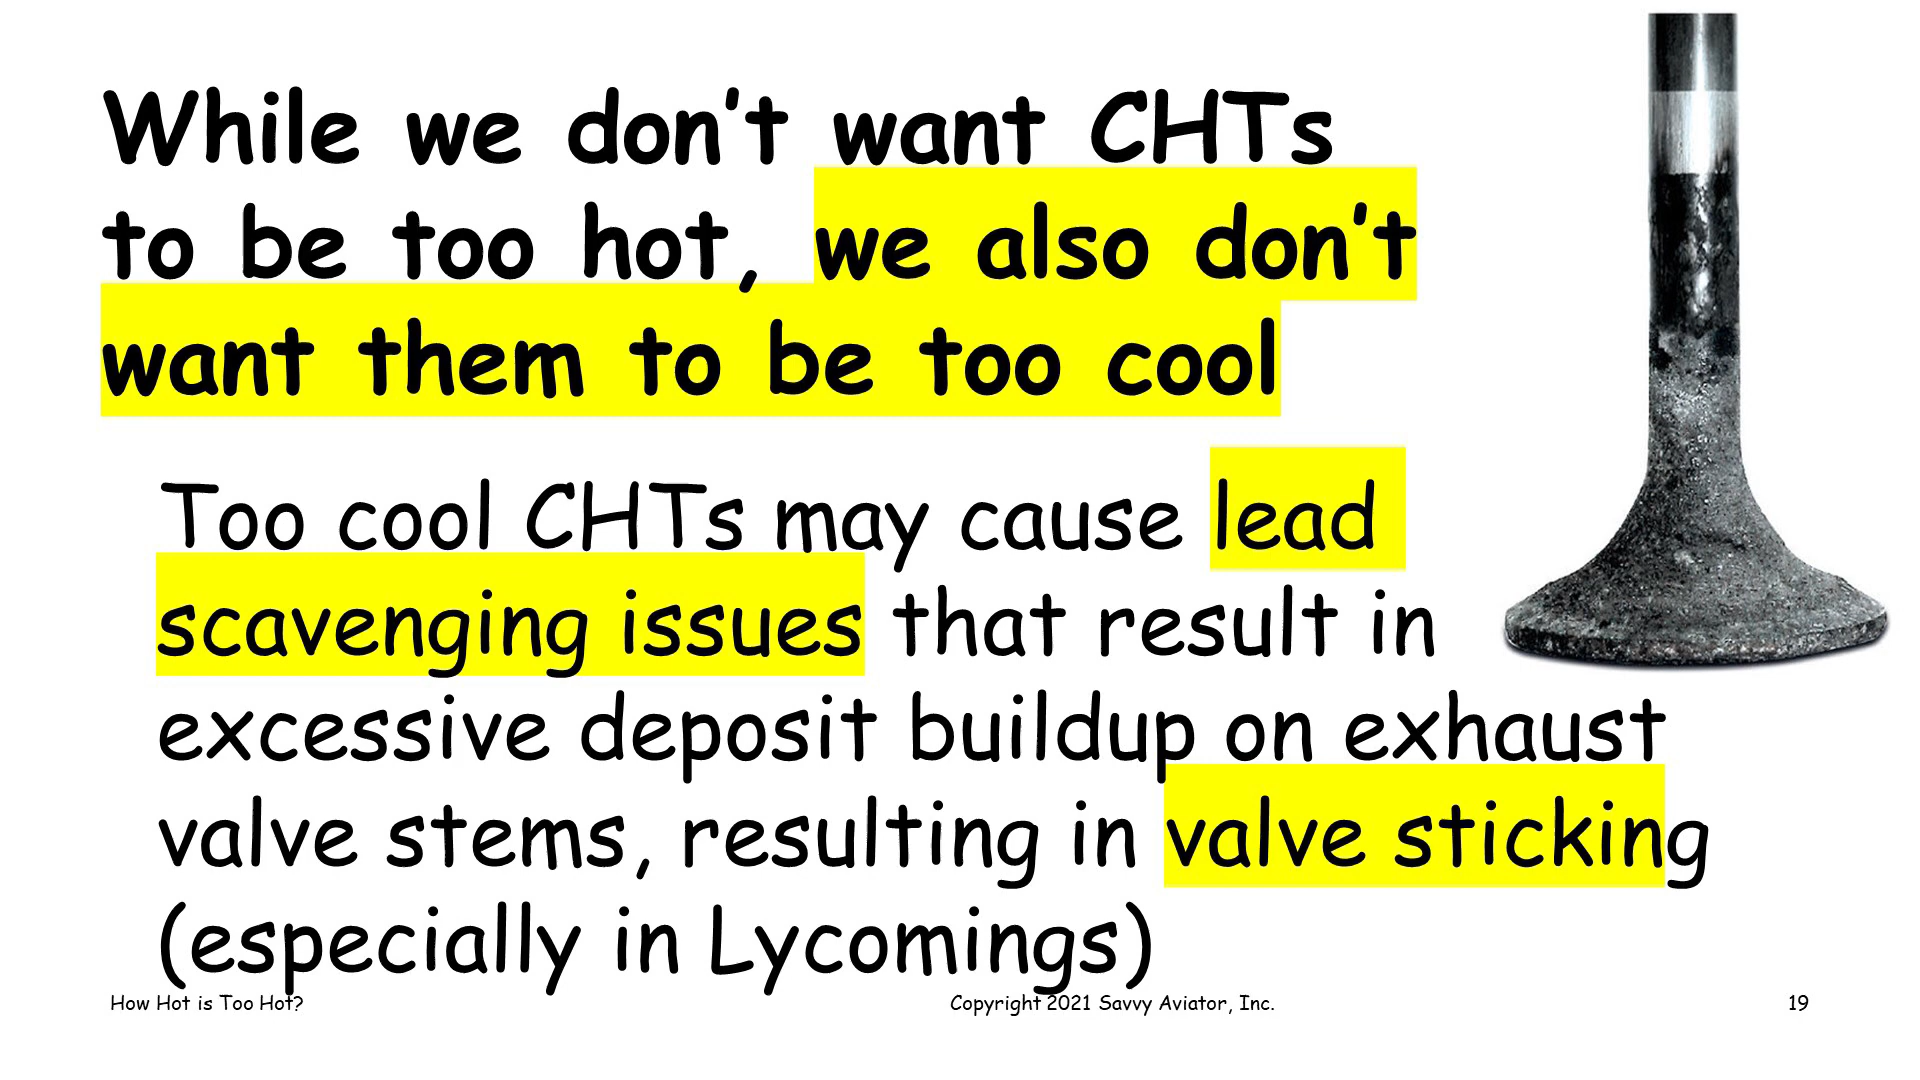 While we don’t want CHTs
to be too hot, we also don’t
want them to be too cool
Too cool CHTs may cause lead
scavenging issues that result in
excessive deposit buildup on exhaust
valve stems, resulting in valve sticking
(especially in Lycomings)
How Hot is Too Hot?
Copyright 2021 Savvy Aviator, Inc.
19